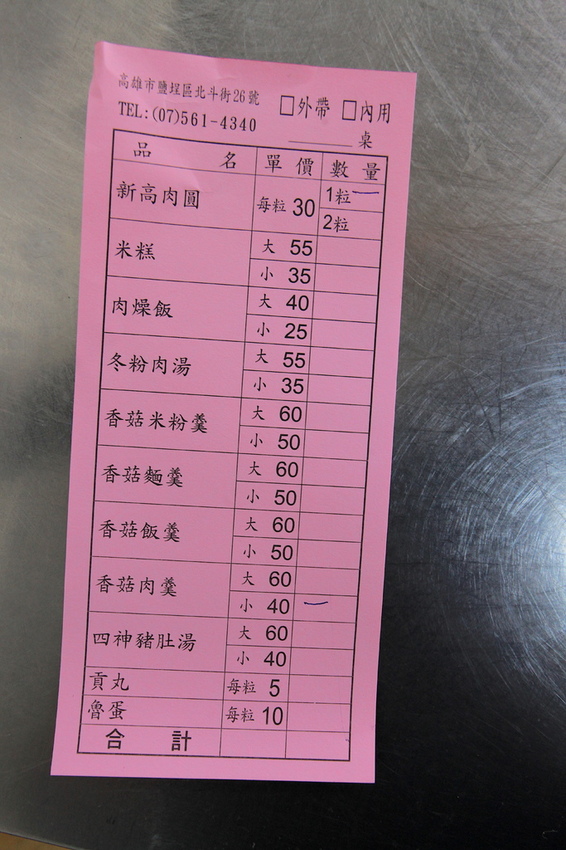 高雄市鹽埕區北斗街26號
TEL:(07)561-4340
□外帶 □內用
桌
品 名 單 價 數 量
新高肉圓 每粒 30 1粒 一
2粒
米糕 大 55
小 35
肉燥飯 大 40
小 25
冬粉肉湯 大 55
小 35
香菇米粉羹 大 60
小 50
香菇麵羹 大 60
小 50
香菇飯羹 大 60
小 50
香菇肉羹 大 60
小 40 一
四神豬肚湯 大 60
小 40
貢丸 每粒 5
魯蛋 每粒 10
合 計